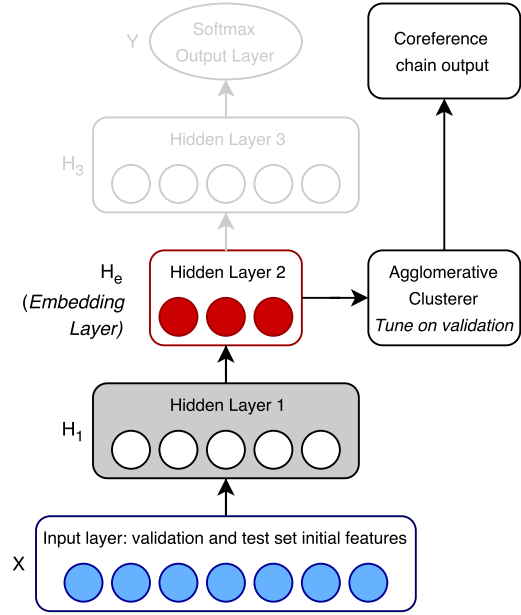 Y
Softmax
Output Layer
Coreference
chain output
H3
Hidden Layer 3
He
(Embedding
Layer)
Hidden Layer 2
Agglomerative
Clusterer
Tune on validation
H1
Hidden Layer 1
X
Input layer: validation and test set initial features